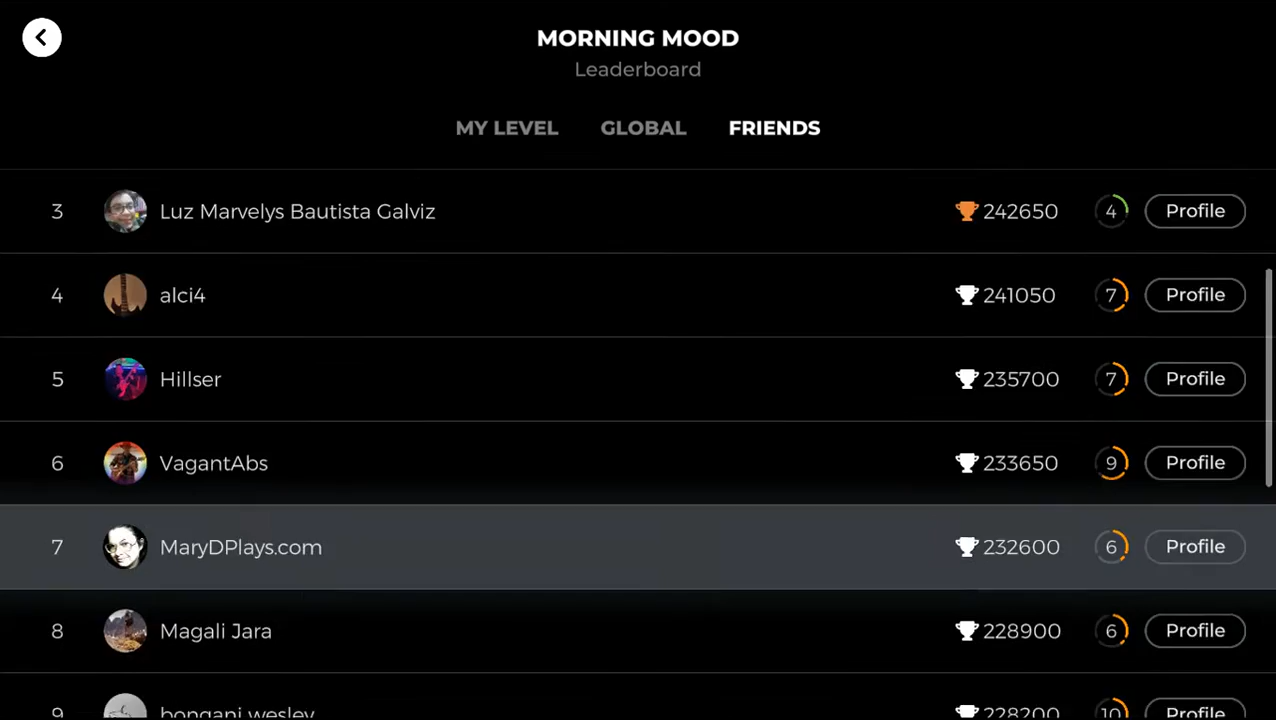 MORNING MOOD
Leaderboard
MY LEVEL GLOBAL FRIENDS
3 Luz Marvelys Bautista Galviz 242650 4 Profile
4 alci4 241050 7 Profile
5 Hillser 235700 7 Profile
6 VagantAbs 233650 9 Profile
7 MaryDPlays.com 232600 6 Profile
8 Magali Jara 228900 6 Profile
9 bongani wesley 228200 10 Profile